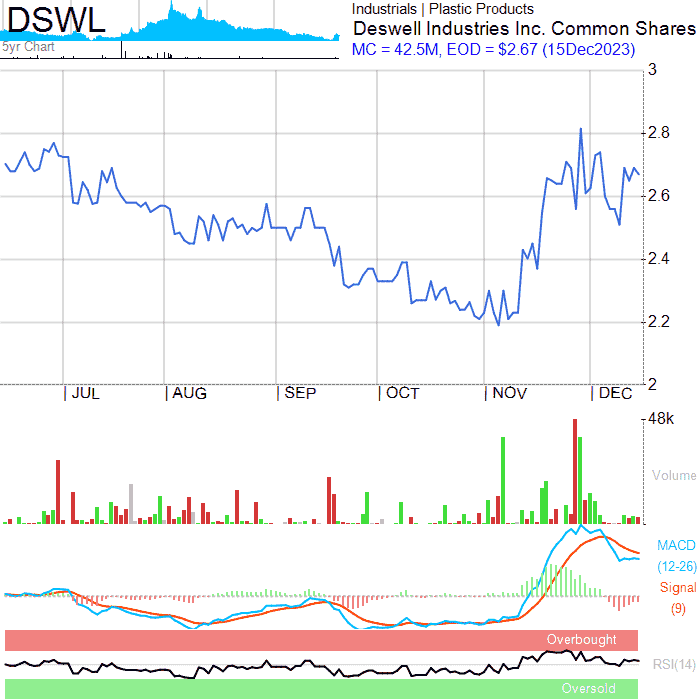 DSWL
5yr Chart
Industrials | Plastic Products
Deswell Industries Inc. Common Shares
MC = 42.5M, EOD = $2.67 (15Dec2023)
3
2.8
2.6
2.4
2.2
2
JUL AUG SEP OCT NOV DEC
48k
Volume
MACD
(12-26)
Signal
(9)
Overbought
RSI(14)
Oversold